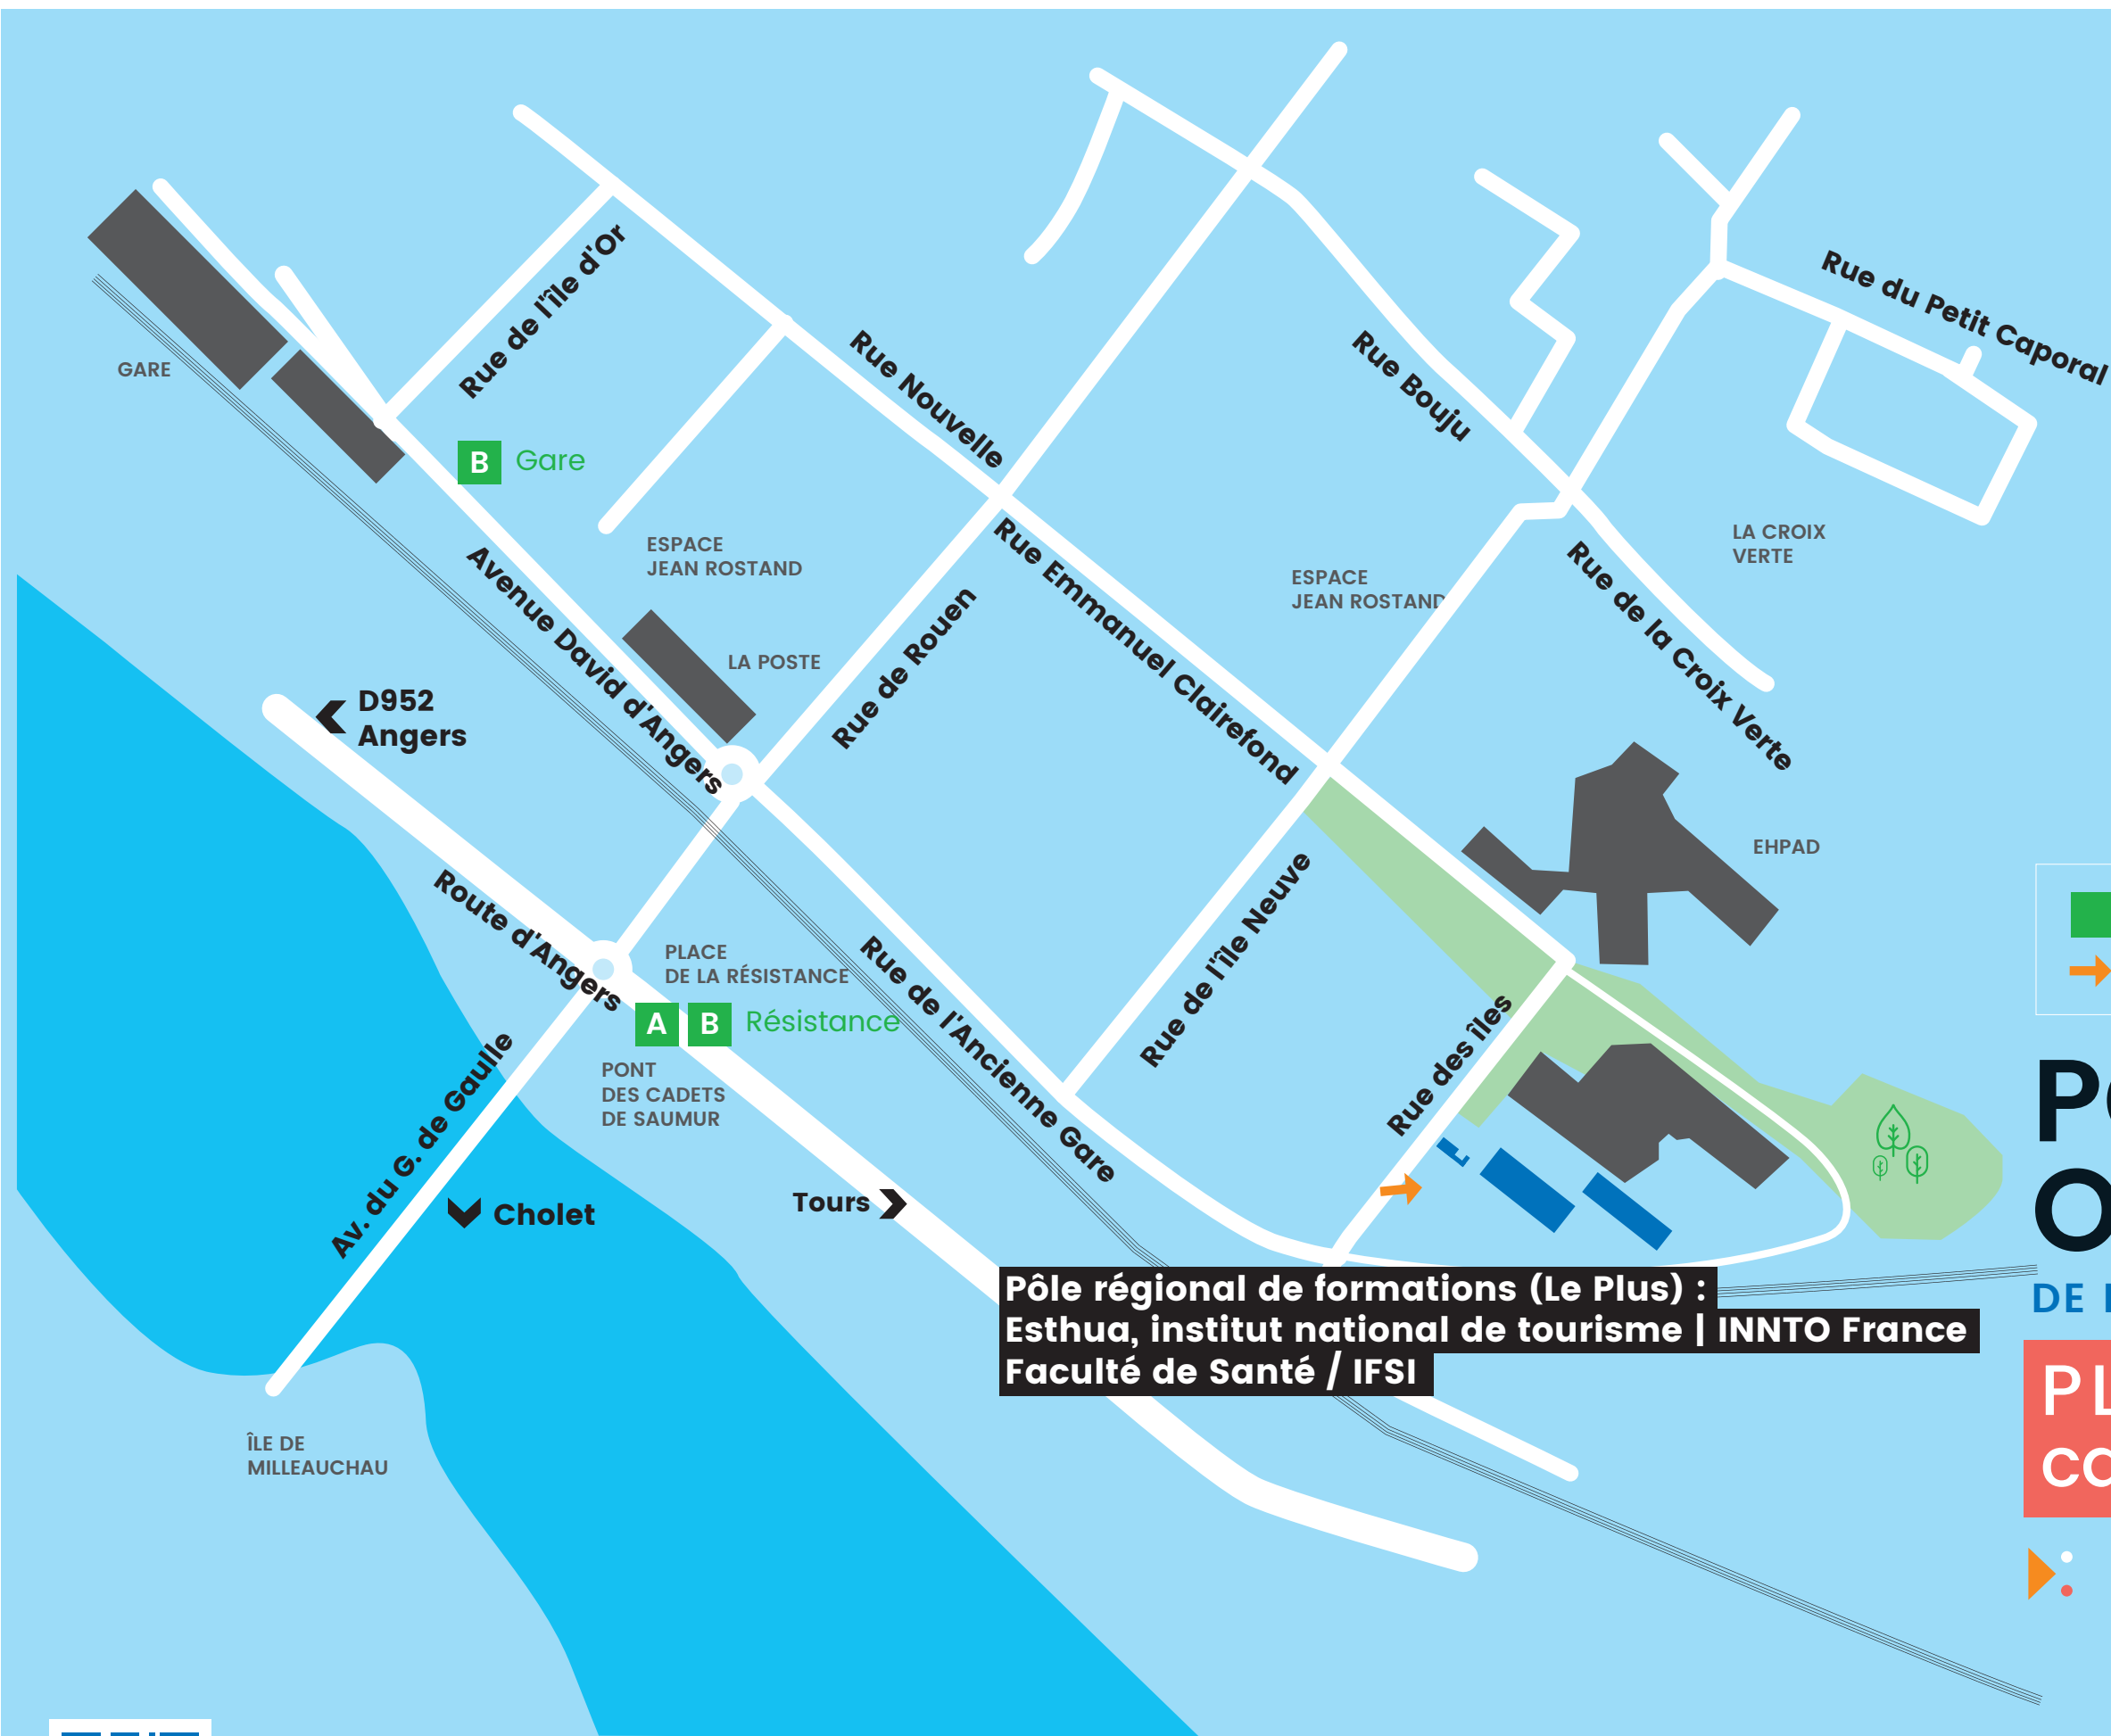 Rue de l'île d'Or
Rue du Petit Caporal
GARE
Rue Nouvelle
Rue Bouju
B Gare
ESPACE
JEAN ROSTAND
LA CROIX
VERTE
ESPACE
JEAN ROSTAND
Avenue David d'Angers
LA POSTE
Rue de Rouen
Rue Emmanuel Clairefond
Rue de la Croix Verte
D952
Angers
EHPAD
Route d'Angers
PLACE
DE LA RÉSISTANCE
A B Résistance
Rue de l'Ancienne Gare
Rue de l'île Neuve
Rue des îles
PONT
DES CADETS
DE SAUMUR
Av. du G. de Gaulle
Cholet
Tours
Pôle régional de formations (Le Plus) :
Esthua, institut national de tourisme | INNTO France
Faculté de Santé / IFSI
DE
PL
CO
ÎLE DE
MILLEAUCHAU